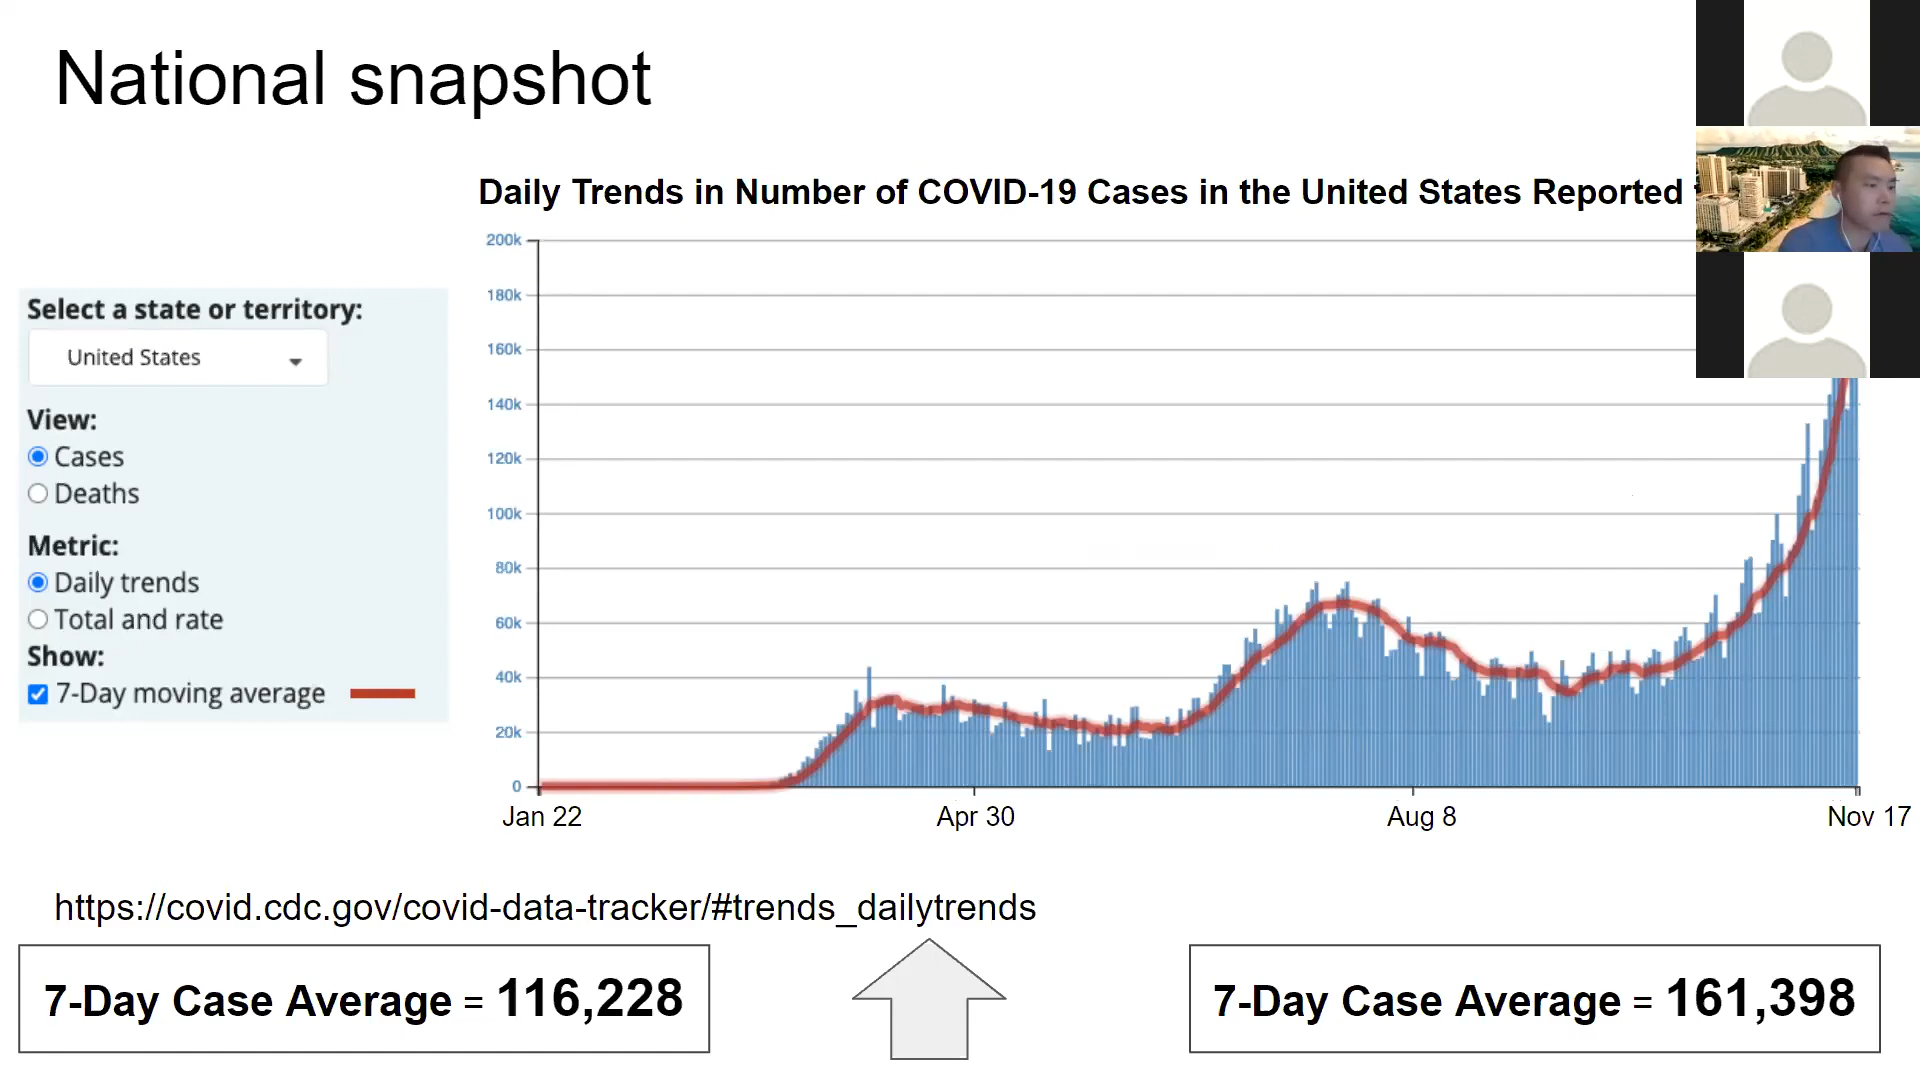 National snapshot
Daily Trends in Number of COVID-19 Cases in the United States Reported
200k
180k
160k
140k
120k
100k
80k
60k
40k
20k
0
Jan 22
Apr 30
Aug 8
Nov 17
Select a state or territory:
United States
View:
Cases
Deaths
Metric:
Daily trends
Total and rate
Show:
7-Day moving average
https://covid.cdc.gov/covid-data-tracker/#trends_dailytrends
7-Day Case Average = 116,228
7-Day Case Average = 161,398